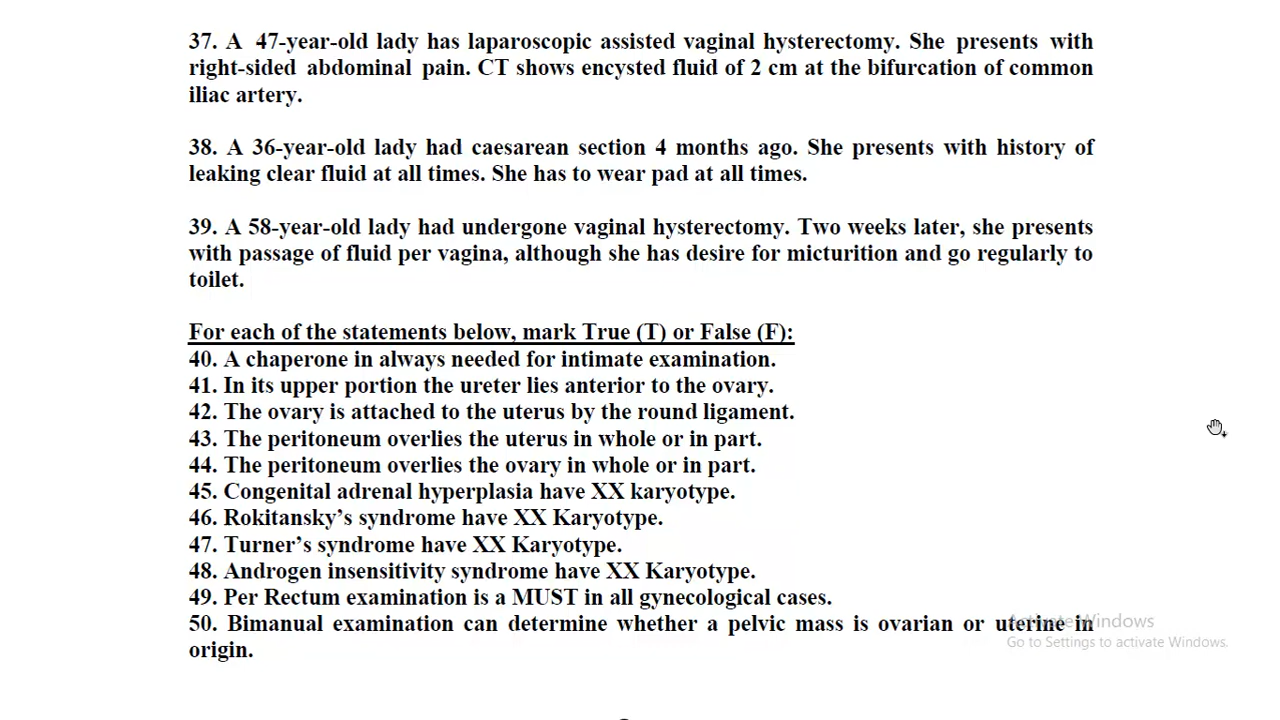 37. A 47-year-old lady has laparoscopic assisted vaginal hysterectomy. She presents with
right-sided abdominal pain. CT shows encysted fluid of 2 cm at the bifurcation of common
iliac artery.
38. A 36-year-old lady had caesarean section 4 months ago. She presents with history of
leaking clear fluid at all times. She has to wear pad at all times.
39. A 58-year-old lady had undergone vaginal hysterectomy. Two weeks later, she presents
with passage of fluid per vagina, although she has desire for micturition and go regularly to
toilet.
For each of the statements below, mark True (T) or False (F):
40. A chaperone in always needed for intimate examination.
41. In its upper portion the ureter lies anterior to the ovary.
42. The ovary is attached to the uterus by the round ligament.
43. The peritoneum overlies the uterus in whole or in part.
44. The peritoneum overlies the ovary in whole or in part.
45. Congenital adrenal hyperplasia have XX karyotype.
46. Rokitansky's syndrome have XX Karyotype.
47. Turner's syndrome have XX Karyotype.
48. Androgen insensitivity syndrome have XX Karyotype.
49. Per Rectum examination is a MUST in all gynecological cases.
50. Bimanual examination can determine whether a pelvic mass is ovarian or uterine in
origin.
Activate Windows
Go to Settings to activate Windows.